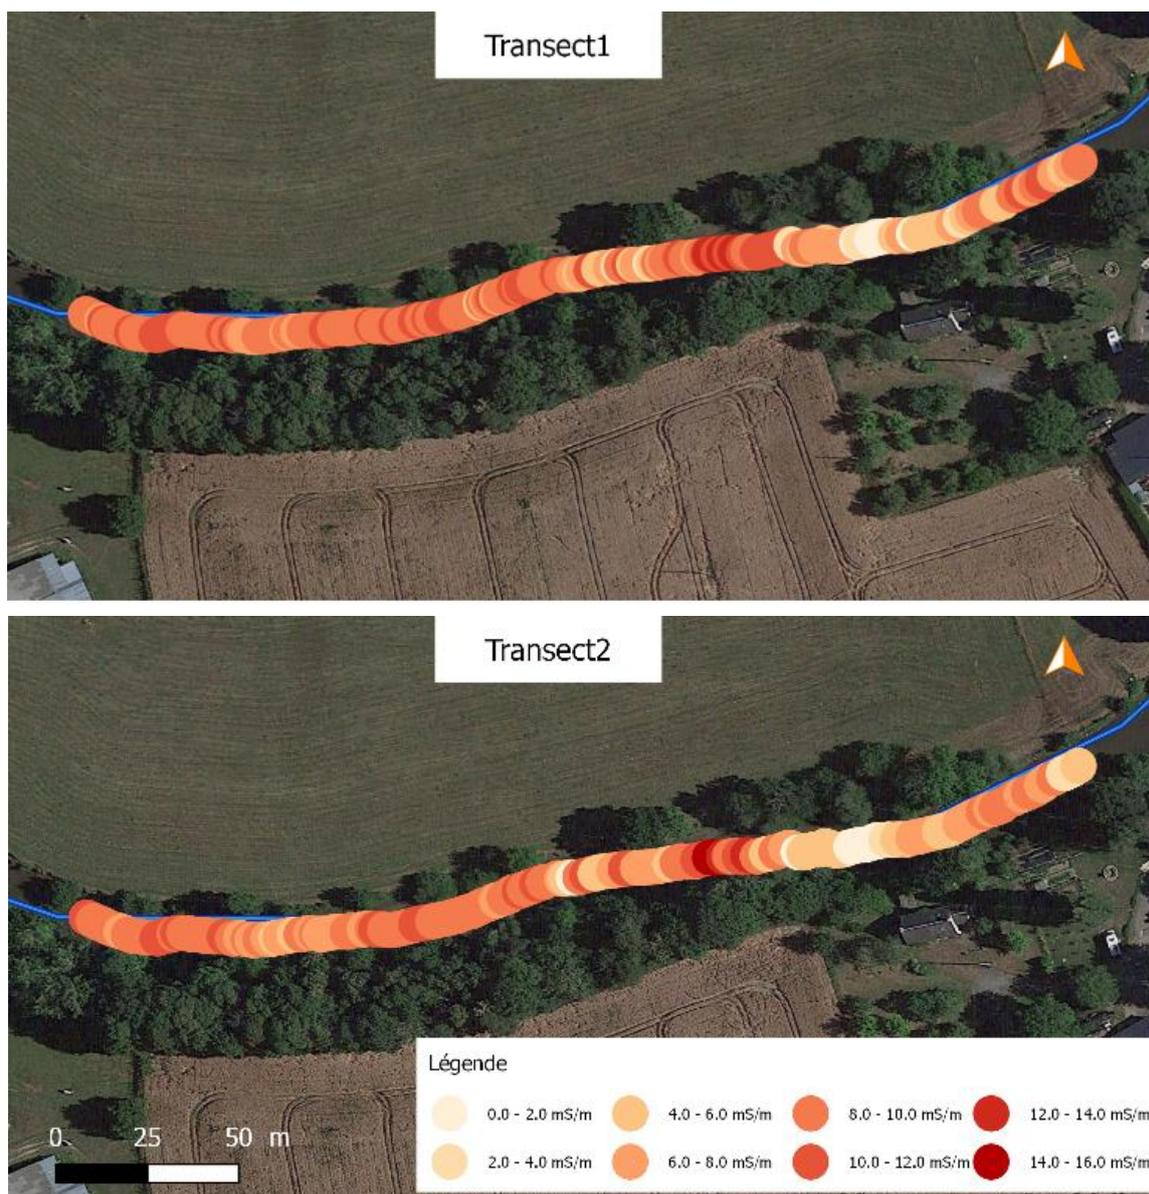 Transect1
Transect2
Légende
0.0 - 2.0 mS/m
4.0 - 6.0 mS/m
8.0 - 10.0 mS/m
12.0 - 14.0 mS/m
2.0 - 4.0 mS/m
6.0 - 8.0 mS/m
10.0 - 12.0 mS/m
14.0 - 16.0 mS/m
0 25 50 m